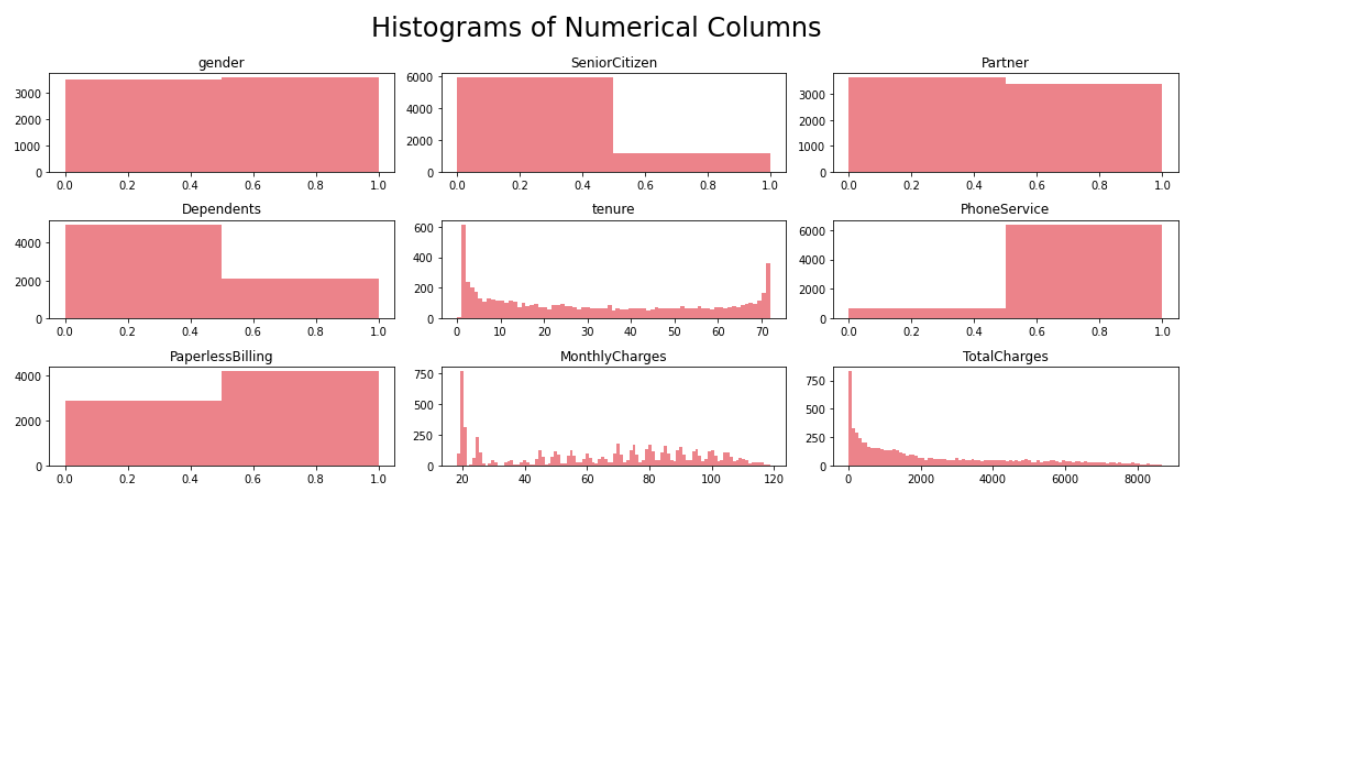 Histograms of Numerical Columns
gender SeniorCitizen Partner
3000
2000
1000
0
0.0 0.2 0.4 0.6 0.8 1.0
6000
4000
2000
0
0.0 0.2 0.4 0.6 0.8 1.0
3000
2000
1000
0
0.0 0.2 0.4 0.6 0.8 1.0
Dependents tenure PhoneService
4000
2000
0
0.0 0.2 0.4 0.6 0.8 1.0
600
400
200
0
0 10 20 30 40 50 60 70
6000
4000
2000
0
0.0 0.2 0.4 0.6 0.8 1.0
PaperlessBilling MonthlyCharges TotalCharges
4000
2000
0
0.0 0.2 0.4 0.6 0.8 1.0
750
500
250
0
20 40 60 80 100 120
750
500
250
0
0 2000 4000 6000 8000